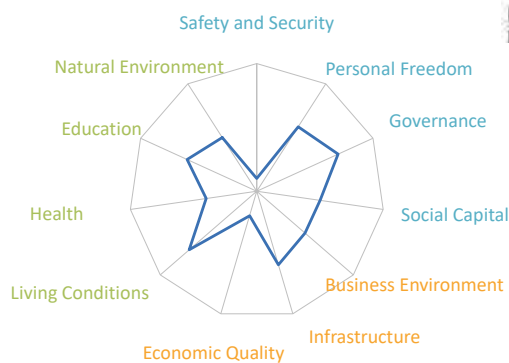 Safety and Security
Natural Environment
Personal Freedom
Education
Governance
Health
Social Capital
Living Conditions
Business Environment
Infrastructure
Economic Quality